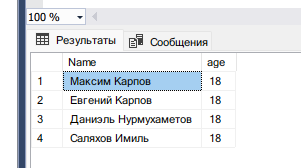 100 %
Результаты Сообщения
Name age
1 Максим Карпов 18
2 Евгений Карпов 18
3 Даниэль Нурмухаметов 18
4 Саляхов Имиль 18